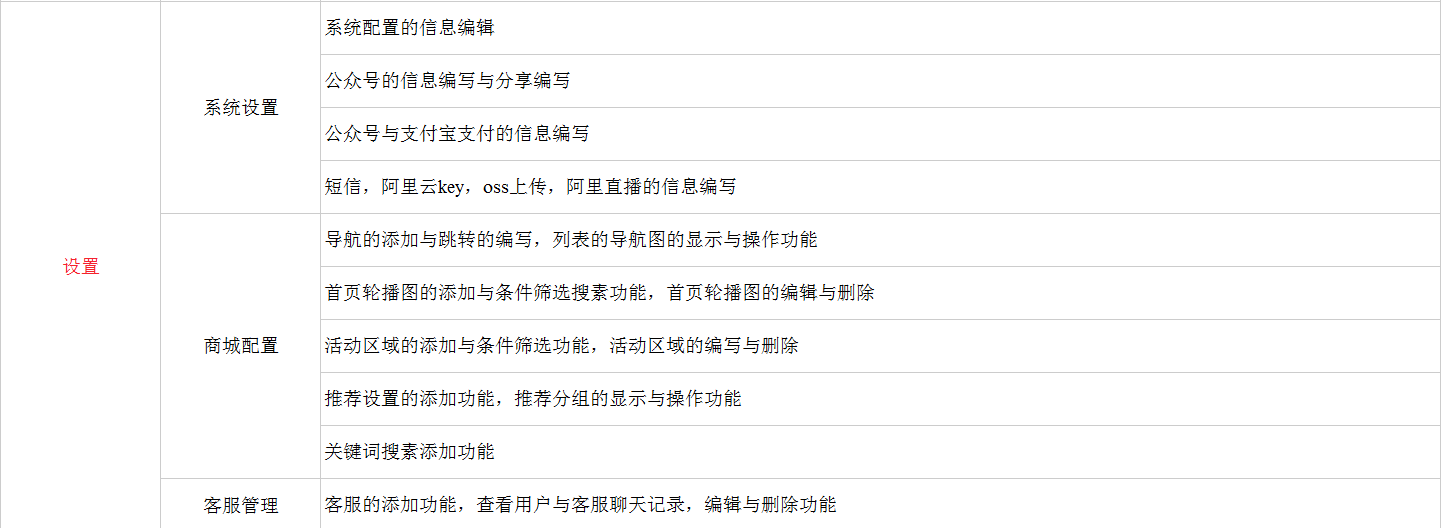 系统配置的信息编辑
公众号的信息编写与分享编写
系统设置
公众号与支付宝支付的信息编写
短信，阿里云key，oss上传，阿里直播的信息编写
导航的添加与跳转的编写，列表的导航图的显示与操作功能
设置
首页轮播图的添加与条件筛选搜素功能，首页轮播图的编辑与删除
商城配置
活动区域的添加与条件筛选功能，活动区域的编写与删除
推荐设置的添加功能，推荐分组的显示与操作功能
关键词搜素添加功能
客服管理
客服的添加功能，查看用户与客服聊天记录，编辑与删除功能